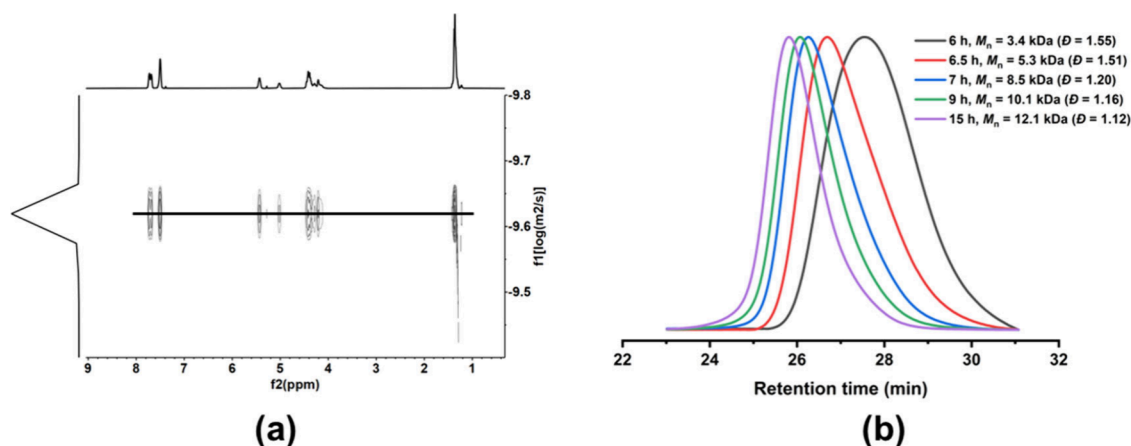 -9.8
-9.7
-9.6
-9.5
f1[log(m2/s)]
9 8 7 6 5 4 3 2 1
f2(ppm)
(a)
6 h, Mn = 3.4 kDa (Đ = 1.55)
6.5 h, Mn = 5.3 kDa (Đ = 1.51)
7 h, Mn = 8.5 kDa (Đ = 1.20)
9 h, Mn = 10.1 kDa (Đ = 1.16)
15 h, Mn = 12.1 kDa (Đ = 1.12)
22 24 26 28 30 32
Retention time (min)
(b)